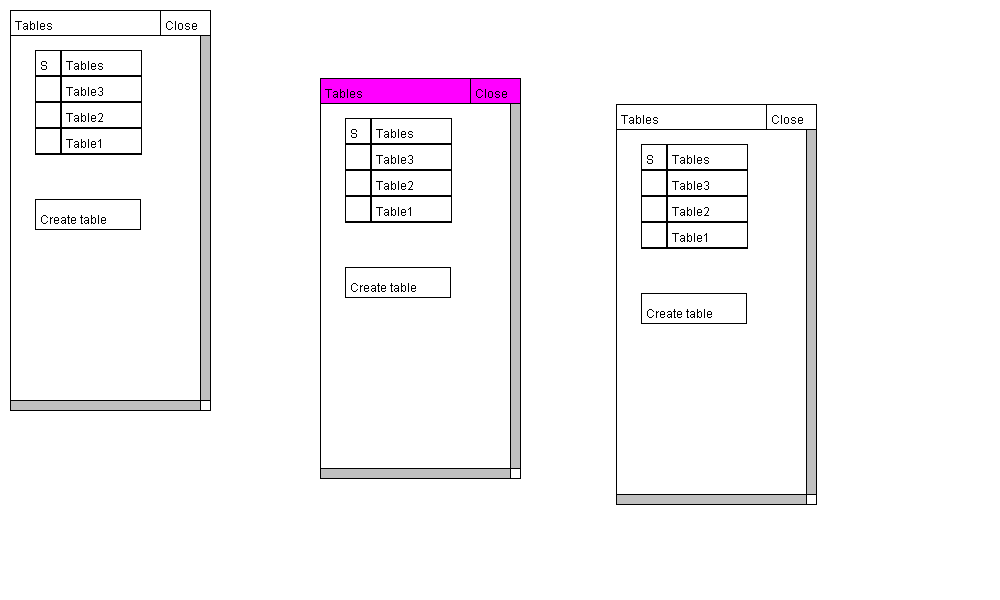 Tables Close
S Tables
Table3
Table2
Table1
Create table
Tables Close
S Tables
Table3
Table2
Table1
Create table
Tables Close
S Tables
Table3
Table2
Table1
Create table